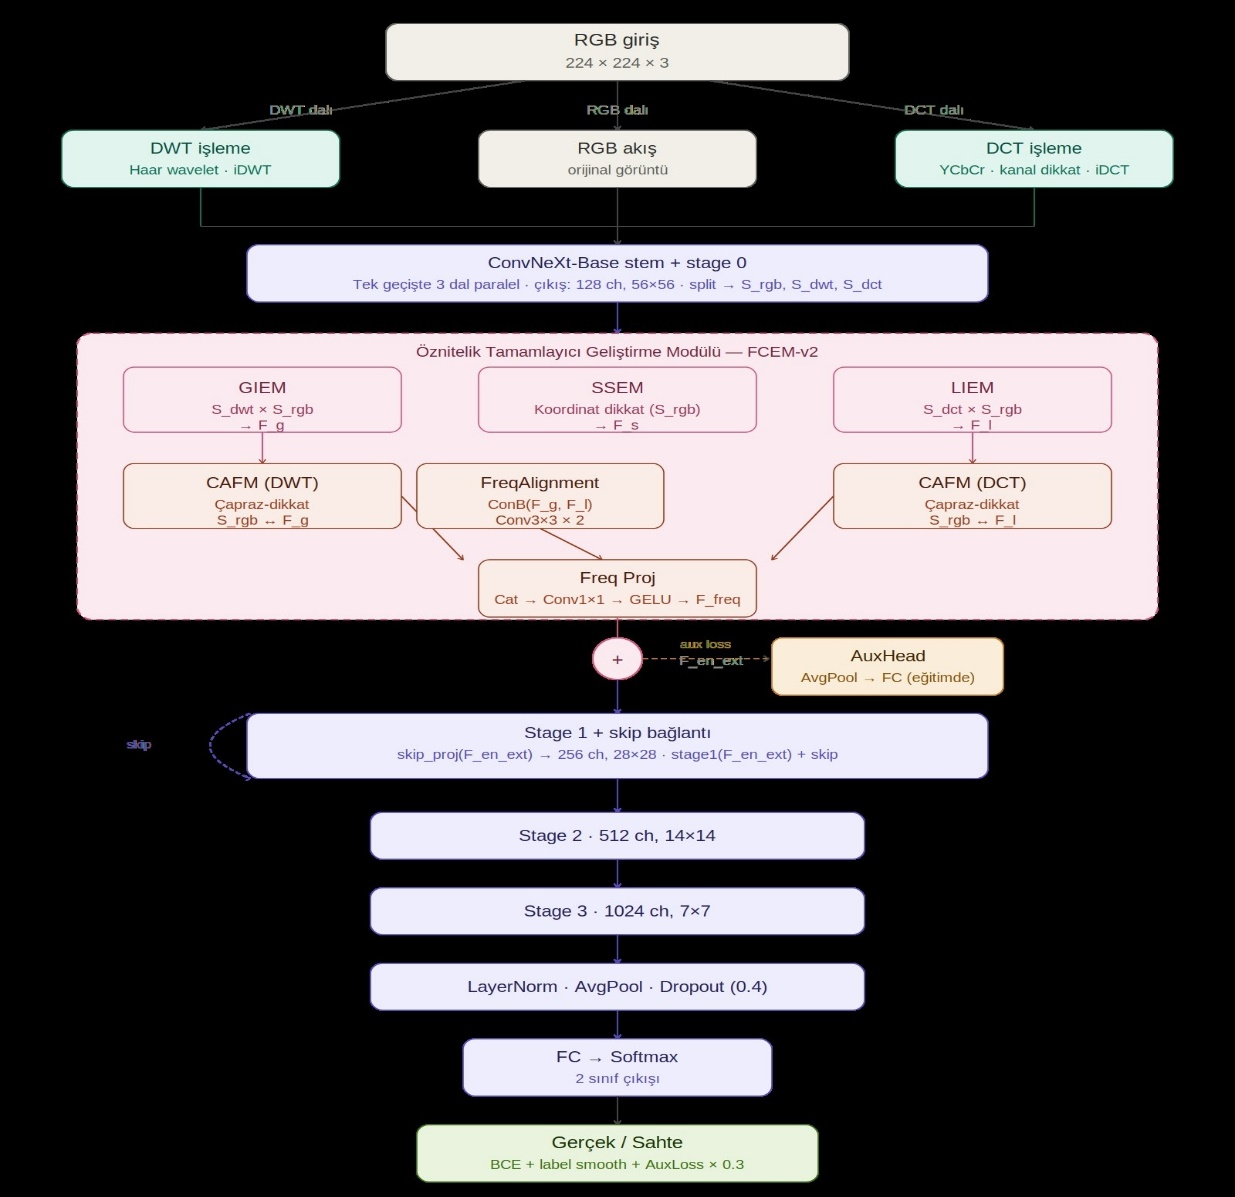 RGB giriş
224 × 224 × 3
DWT dalı
RGB dalı
DCT dalı
DWT işleme
Haar wavelet · iDWT
RGB akış
orijinal görüntü
DCT işleme
YCbCr · kanal dikkat · iDCT
ConvNeXt-Base stem + stage 0
Tek geçişte 3 dal paralel · çıkış: 128 ch, 56×56 · split → S_rgb, S_dwt, S_dct
Öznitelik Tamamlayıcı Geliştirme Modülü — FCEM-v2
GIEM
S_dwt × S_rgb
→ F_g
SSEM
Koordinat dikkat (S_rgb)
→ F_s
LIEM
S_dct × S_rgb
→ F_l
CAFM (DWT)
Çapraz-dikkat
S_rgb ↔ F_g
FreqAlignment
ConB(F_g, F_l)
Conv3×3 × 2
CAFM (DCT)
Çapraz-dikkat
S_rgb ↔ F_l
Freq Proj
Cat → Conv1×1 → GELU → F_freq
+
aux loss
F_en_ext
AuxHead
AvgPool → FC (eğitimde)
skip
Stage 1 + skip bağlantı
skip_proj(F_en_ext) → 256 ch, 28×28 · stage1(F_en_ext) + skip
Stage 2 · 512 ch, 14×14
Stage 3 · 1024 ch, 7×7
LayerNorm · AvgPool · Dropout (0.4)
FC → Softmax
2 sınıf çıkışı
Gerçek / Sahte
BCE + label smooth + AuxLoss × 0.3